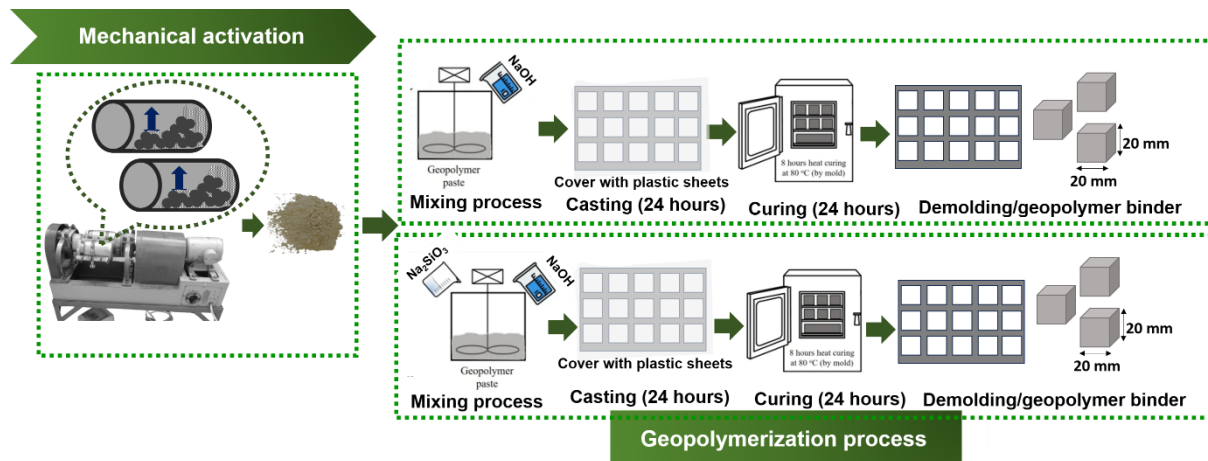 Mechanical activation
NaOH
Geopolymer
paste
Mixing process
Cover with plastic sheets
Casting (24 hours)
8 hours heat curing
at 80 °C (by mold)
Curing (24 hours)
20 mm
20 mm
Demolding/geopolymer binder
Na₂SiO₃
NaOH
Geopolymer
paste
Mixing process
Cover with plastic sheets
Casting (24 hours)
8 hours heat curing
at 80 °C (by mold)
Curing (24 hours)
20 mm
20 mm
Demolding/geopolymer binder
Geopolymerization process